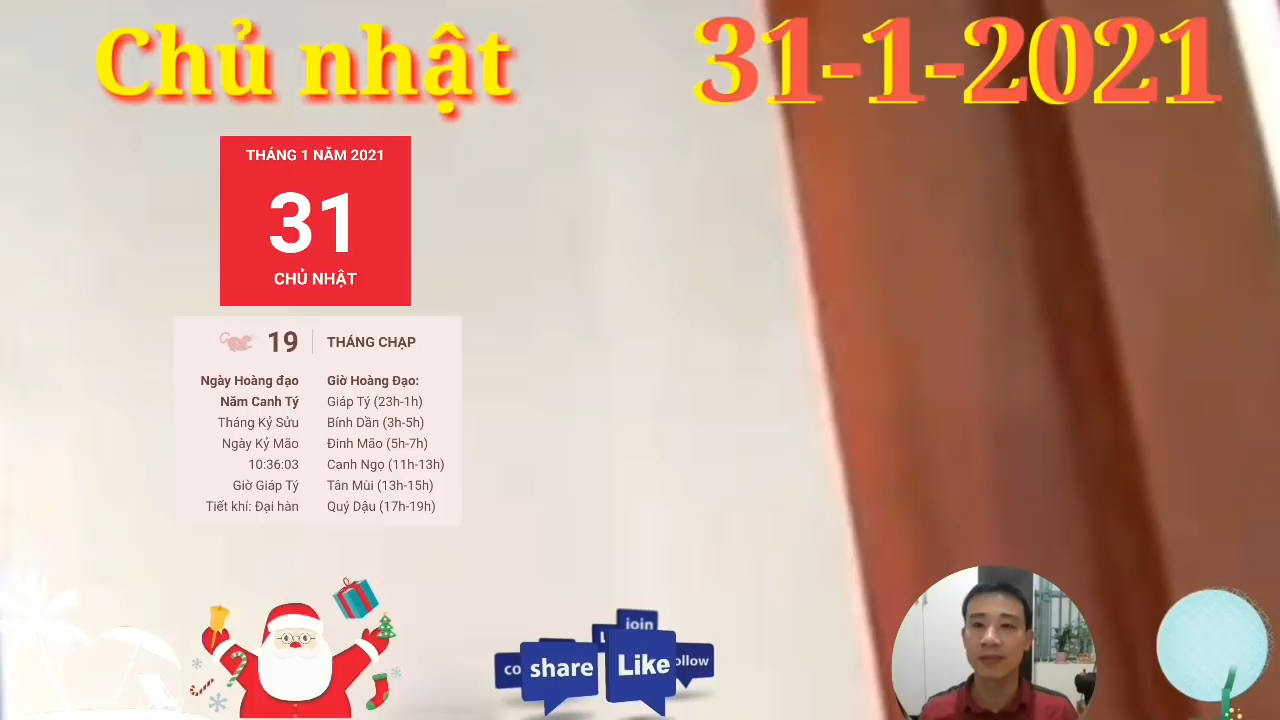 Chủ nhật
31-1-2021
THÁNG 1 NĂM 2021
31
CHỦ NHẬT
19
THÁNG CHẠP
Ngày Hoàng đạo
Năm Canh Tý
Tháng Kỷ Sửu
Ngày Kỷ Mão
10:36:03
Giờ Giáp Tý
Tiết khí: Đại hàn
Giờ Hoàng Đạo:
Giáp Tý (23h-1h)
Bính Dần (3h-5h)
Đinh Mão (5h-7h)
Canh Ngọ (11h-13h)
Tân Mùi (13h-15h)
Quý Dậu (17h-19h)
join
co
share
Like
ollow